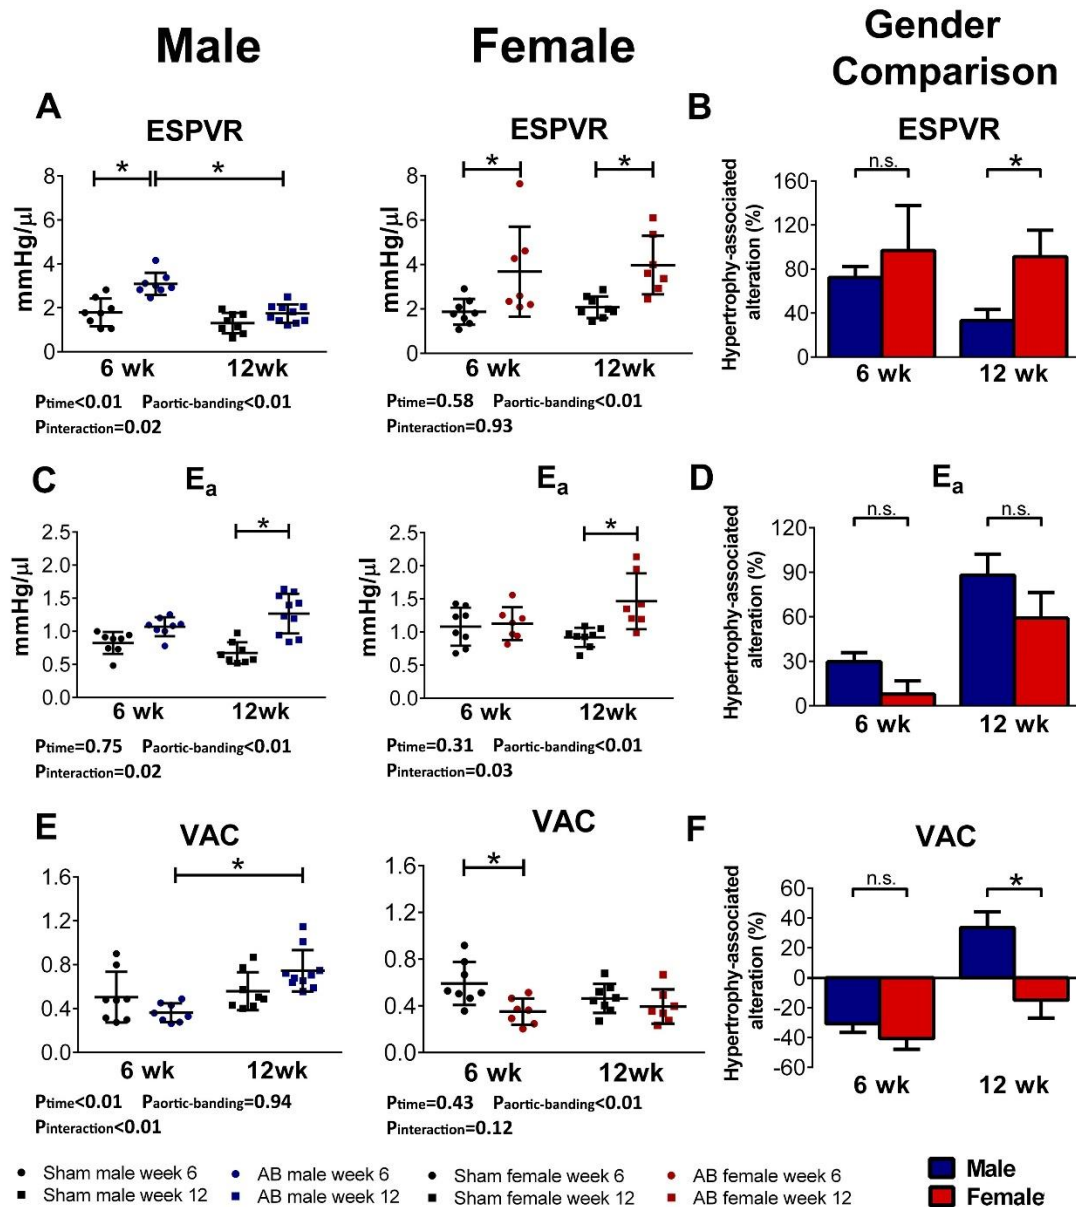 Male
Female
Gender
Comparison
A
ESPVR
*
*
mmHg/µl
8
6
4
2
0
6 wk
12wk
Ptime<0.01 Paortic-banding<0.01
Pinteraction=0.02
ESPVR
*
*
8
6
4
2
0
6 wk
12wk
Ptime=0.58 Paortic-banding<0.01
Pinteraction=0.93
B
ESPVR
n.s.
*
Hypertrophy-associated
alteration (%)
160
120
80
40
0
6 wk
12 wk
C
Ea
*
mmHg/µl
2.5
2.0
1.5
1.0
0.5
0.0
6 wk
12wk
Ptime=0.75 Paortic-banding<0.01
Pinteraction=0.02
Ea
*
mmHg/µl
2.5
2.0
1.5
1.0
0.5
0.0
6 wk
12wk
Ptime=0.31 Paortic-banding<0.01
Pinteraction=0.03
D
Ea
n.s.
n.s.
Hypertrophy-associated
alteration (%)
120
90
60
30
0
6 wk
12 wk
E
VAC
*
1.6
1.2
0.8
0.4
0.0
6 wk
12wk
Ptime<0.01 Paortic-banding=0.94
Pinteraction<0.01
VAC
*
1.6
1.2
0.8
0.4
0.0
6 wk
12wk
Ptime=0.43 Paortic-banding<0.01
Pinteraction=0.12
F
VAC
n.s.
*
Hypertrophy-associated
alteration (%)
60
40
20
0
-20
-40
-60
6 wk
12 wk
Sham male week 6
Sham male week 12
AB male week 6
AB male week 12
Sham female week 6
Sham female week 12
AB female week 6
AB female week 12
Male
Female